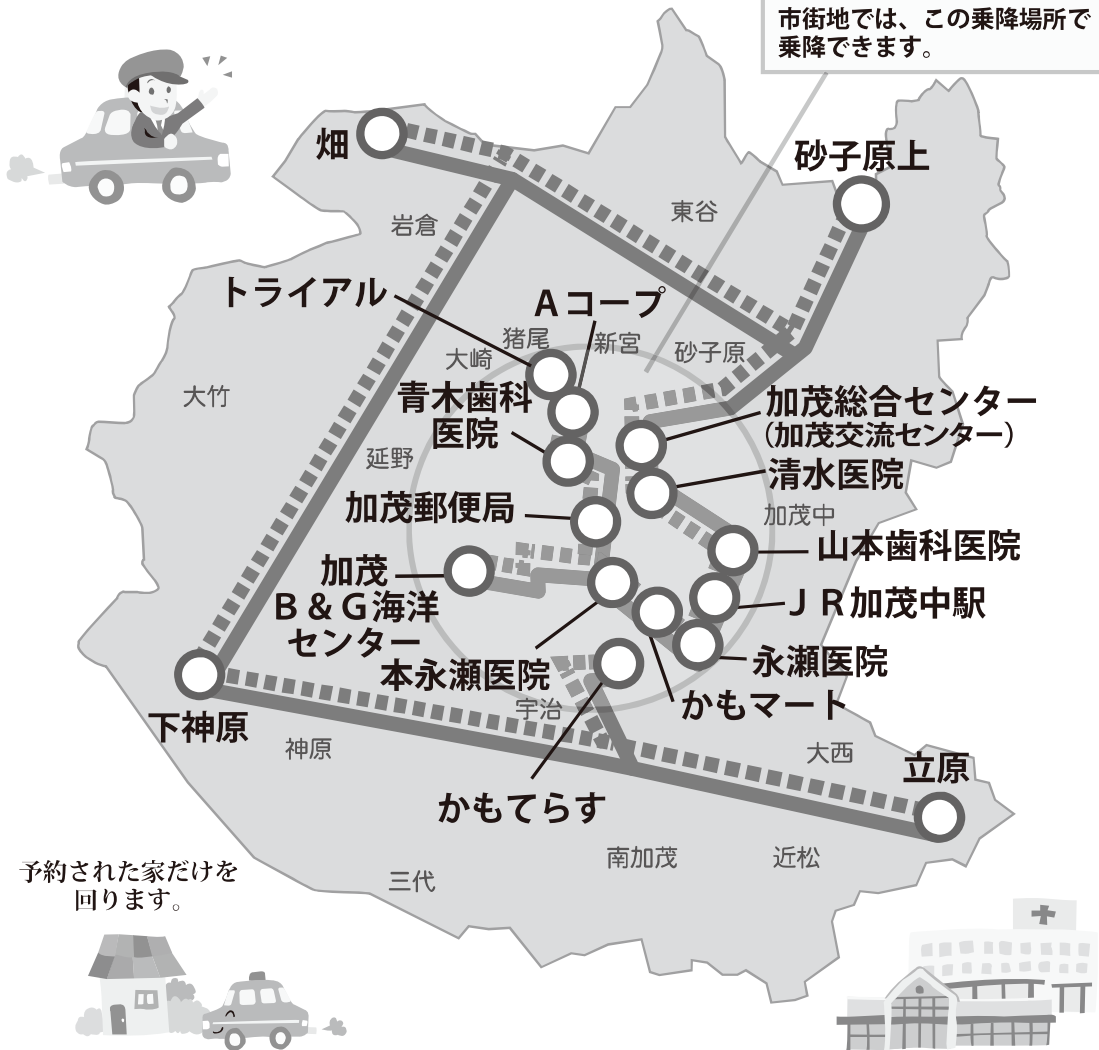 市街地では、この乗降場所で
乗降できます。
畑
砂子原上
東谷
岩倉
トライアル
Aコープ
猪尾
新宮
大崎
砂子原
大竹
青木歯科
医院
加茂総合センター
（加茂交流センター）
延野
清水医院
加茂郵便局
加茂中
山本歯科医院
加茂
B＆G海洋
センター
JR加茂中駅
本永瀬医院
永瀬医院
かもマート
宇治
下神原
神原
大西
立原
かもてらす
南加茂
近松
三代
予約された家だけを
回ります。